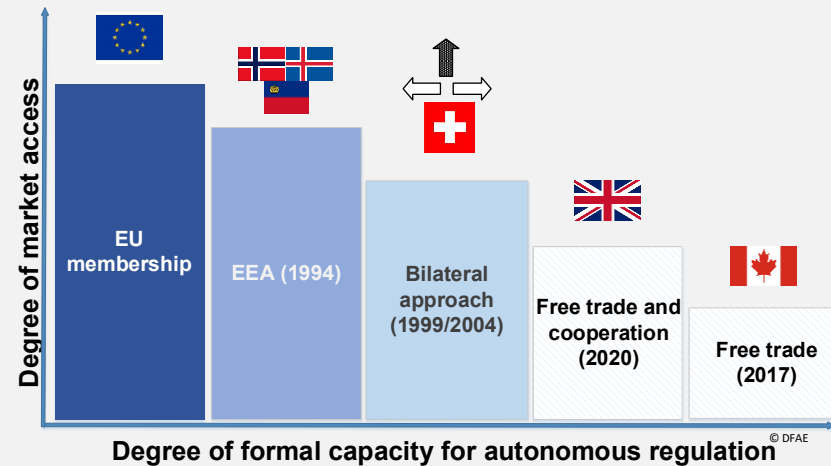 Degree of market access
EU
membership
EEA (1994)
Bilateral
approach
(1999/2004)
Free trade and
cooperation
(2020)
Free trade
(2017)
© DFAE
Degree of formal capacity for autonomous regulation